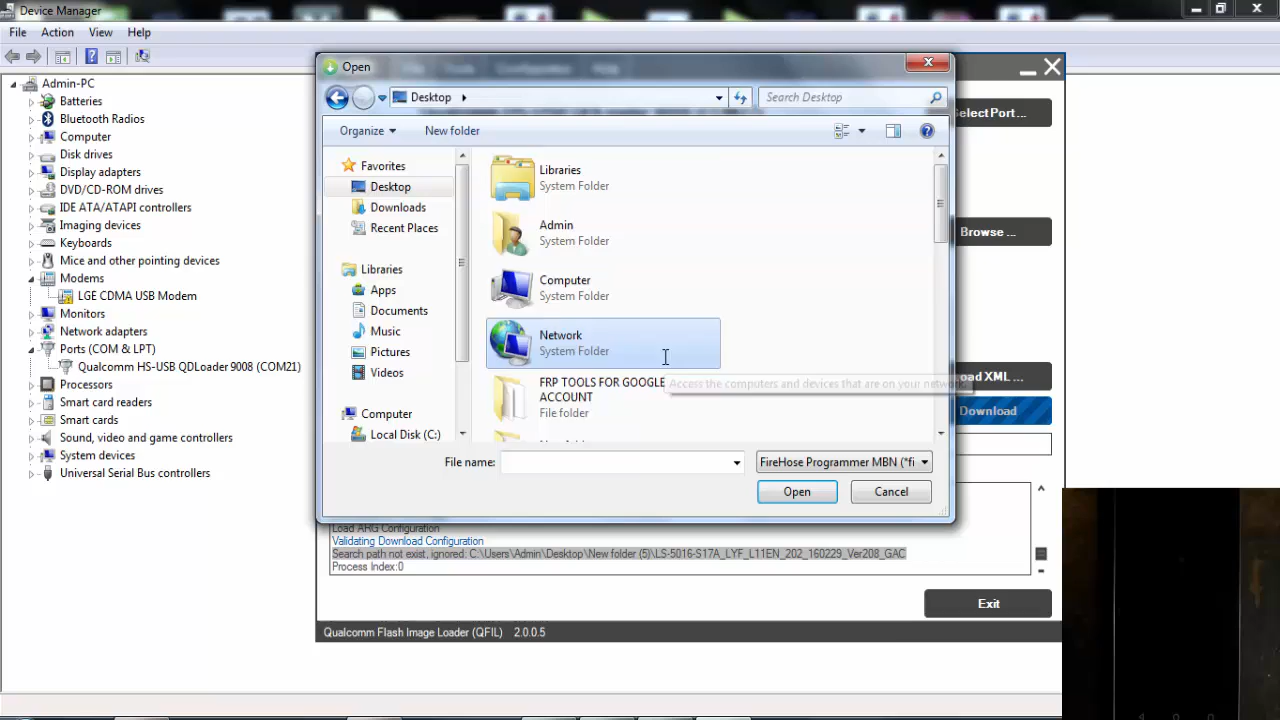 Device Manager
File Action View Help
Admin-PC
Batteries
Bluetooth Radios
Computer
Disk drives
Display adapters
DVD/CD-ROM drives
IDE ATA/ATAPI controllers
Imaging devices
Keyboards
Mice and other pointing devices
Modems
LGE CDMA USB Modem
Monitors
Network adapters
Ports (COM & LPT)
Qualcomm HS-USB QDLoader 9008 (COM21)
Processors
Smart card readers
Smart cards
Sound, video and game controllers
System devices
Universal Serial Bus controllers
Open
Desktop
Search Desktop
Organize
New folder
Favorites
Desktop
Downloads
Recent Places
Libraries
Apps
Documents
Music
Pictures
Videos
Computer
Local Disk (C:)
Libraries
System Folder
Admin
System Folder
Computer
System Folder
Network
System Folder
FRP TOOLS FOR GOOGLE
ACCOUNT
File folder
Access the computers and devices that are on your network.
File name:
FireHose Programmer MBN (*fi
Open
Cancel
elect Port...
Browse ...
oad XML ...
Download
Load ARG Configuration
Validating Download Configuration
Search path not exist, ignored: C:\Users\Admin\Desktop\New folder (5)\LS-5016-S17A_LYF_L11EN_202_160229_Ver208_GAC
Process Index:0
Exit
Qualcomm Flash Image Loader (QFIL) 2.0.0.5